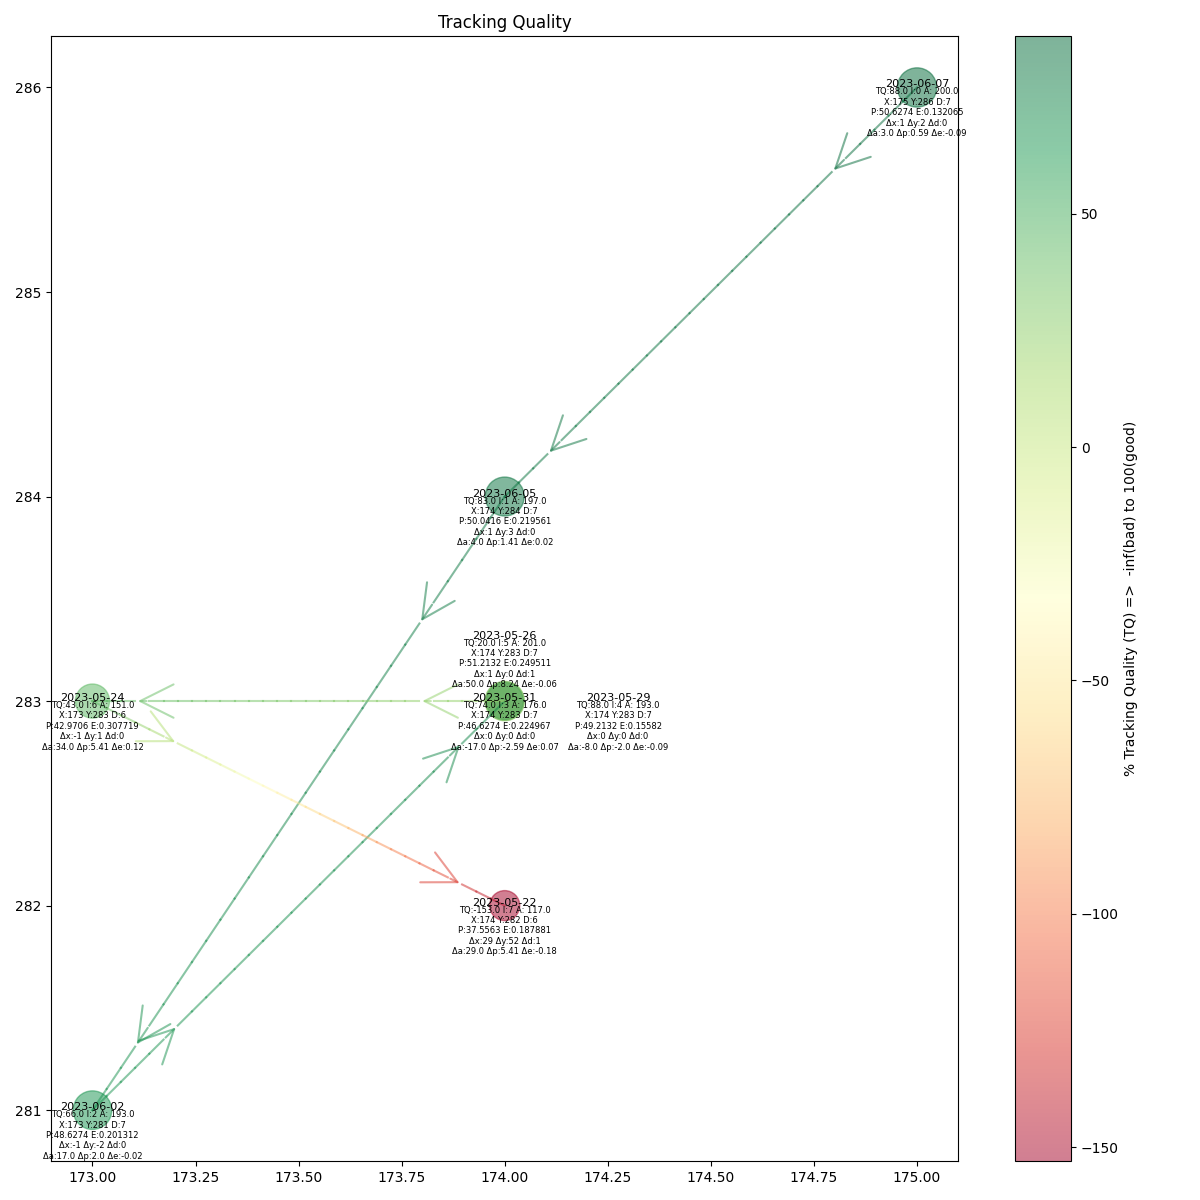 Tracking Quality
286
285
284
283
282
281
173.00
173.25
173.50
173.75
174.00
174.25
174.50
174.75
175.00
2023-06-07
TQ:88.0 I:0 A: 200.0
X:175 Y:286 D:7
P:50.6274 E:0.132065
Δx:1 Δy:2 Δd:0
Δa:3.0 Δp:0.59 Δe:-0.09
2023-06-05
TQ:83.0 I:1 A: 197.0
X:174 Y:284 D:7
P:50.0416 E:0.219561
Δx:1 Δy:3 Δd:0
Δa:4.0 Δp:1.41 Δe:0.02
2023-05-26
TQ:20.0 I:5 A: 201.0
X:174 Y:283 D:7
P:51.2132 E:0.249511
Δx:1 Δy:0 Δd:1
Δa:50.0 Δp:8.24 Δe:-0.06
2023-05-24
TQ:43.0 I:6 A: 151.0
X:173 Y:283 D:6
P:42.9706 E:0.307719
Δx:-1 Δy:1 Δd:0
Δa:34.0 Δp:5.41 Δe:0.12
2023-05-31
TQ:74.0 I:3 A: 176.0
X:174 Y:283 D:7
P:46.6274 E:0.224967
Δx:0 Δy:0 Δd:0
Δa:-17.0 Δp:-2.59 Δe:0.07
2023-05-29
TQ:88.0 I:4 A: 193.0
X:174 Y:283 D:7
P:49.2132 E:0.15582
Δx:0 Δy:0 Δd:0
Δa:-8.0 Δp:-2.0 Δe:-0.09
2023-05-22
TQ:-153.0 I:7 A: 117.0
X:174 Y:282 D:6
P:37.5563 E:0.187881
Δx:29 Δy:52 Δd:1
Δa:29.0 Δp:5.41 Δe:-0.18
2023-06-02
TQ:66.0 I:2 A: 193.0
X:173 Y:281 D:7
P:48.6274 E:0.201312
Δx:-1 Δy:-2 Δd:0
Δa:17.0 Δp:2.0 Δe:-0.02
50
0
−50
−100
−150
% Tracking Quality (TQ) => -inf(bad) to 100(good)